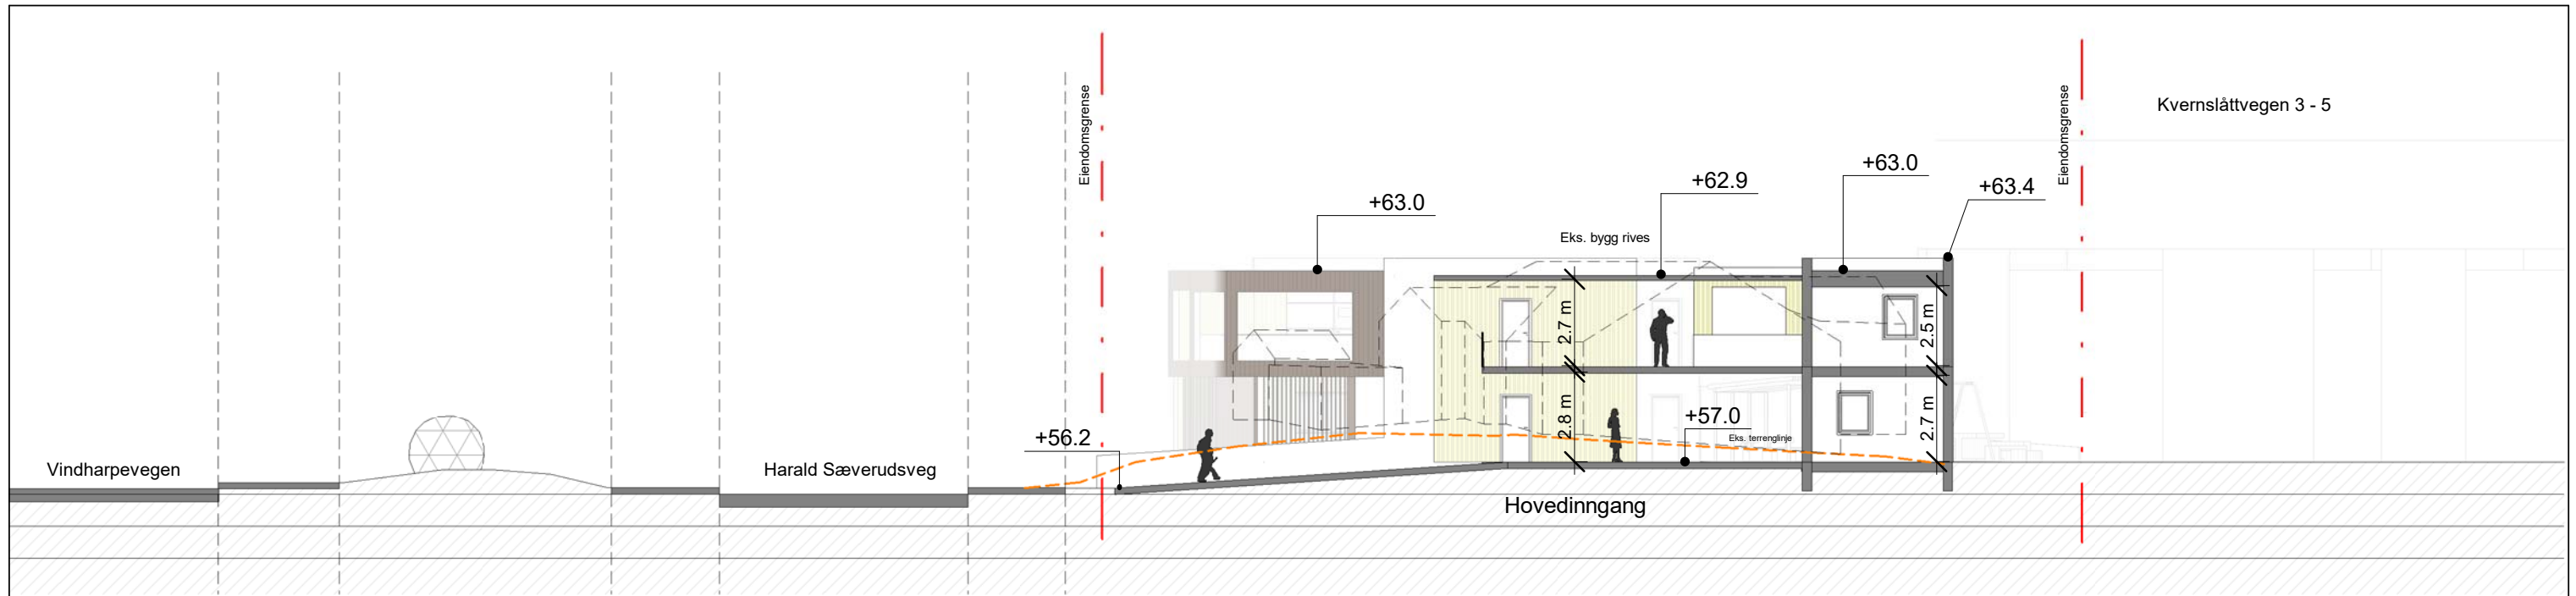 Eiendomsgrense
Eiendomsgrense
Kvernslåttvegen 3 - 5
+63.0
+62.9
+63.0
+63.4
Eks. bygg rives
2.7 m
2.5 m
2.8 m
2.7 m
+57.0
Eks. terrenglinje
+56.2
Vindharpevegen
Harald Sæverudsveg
Hovedinngang